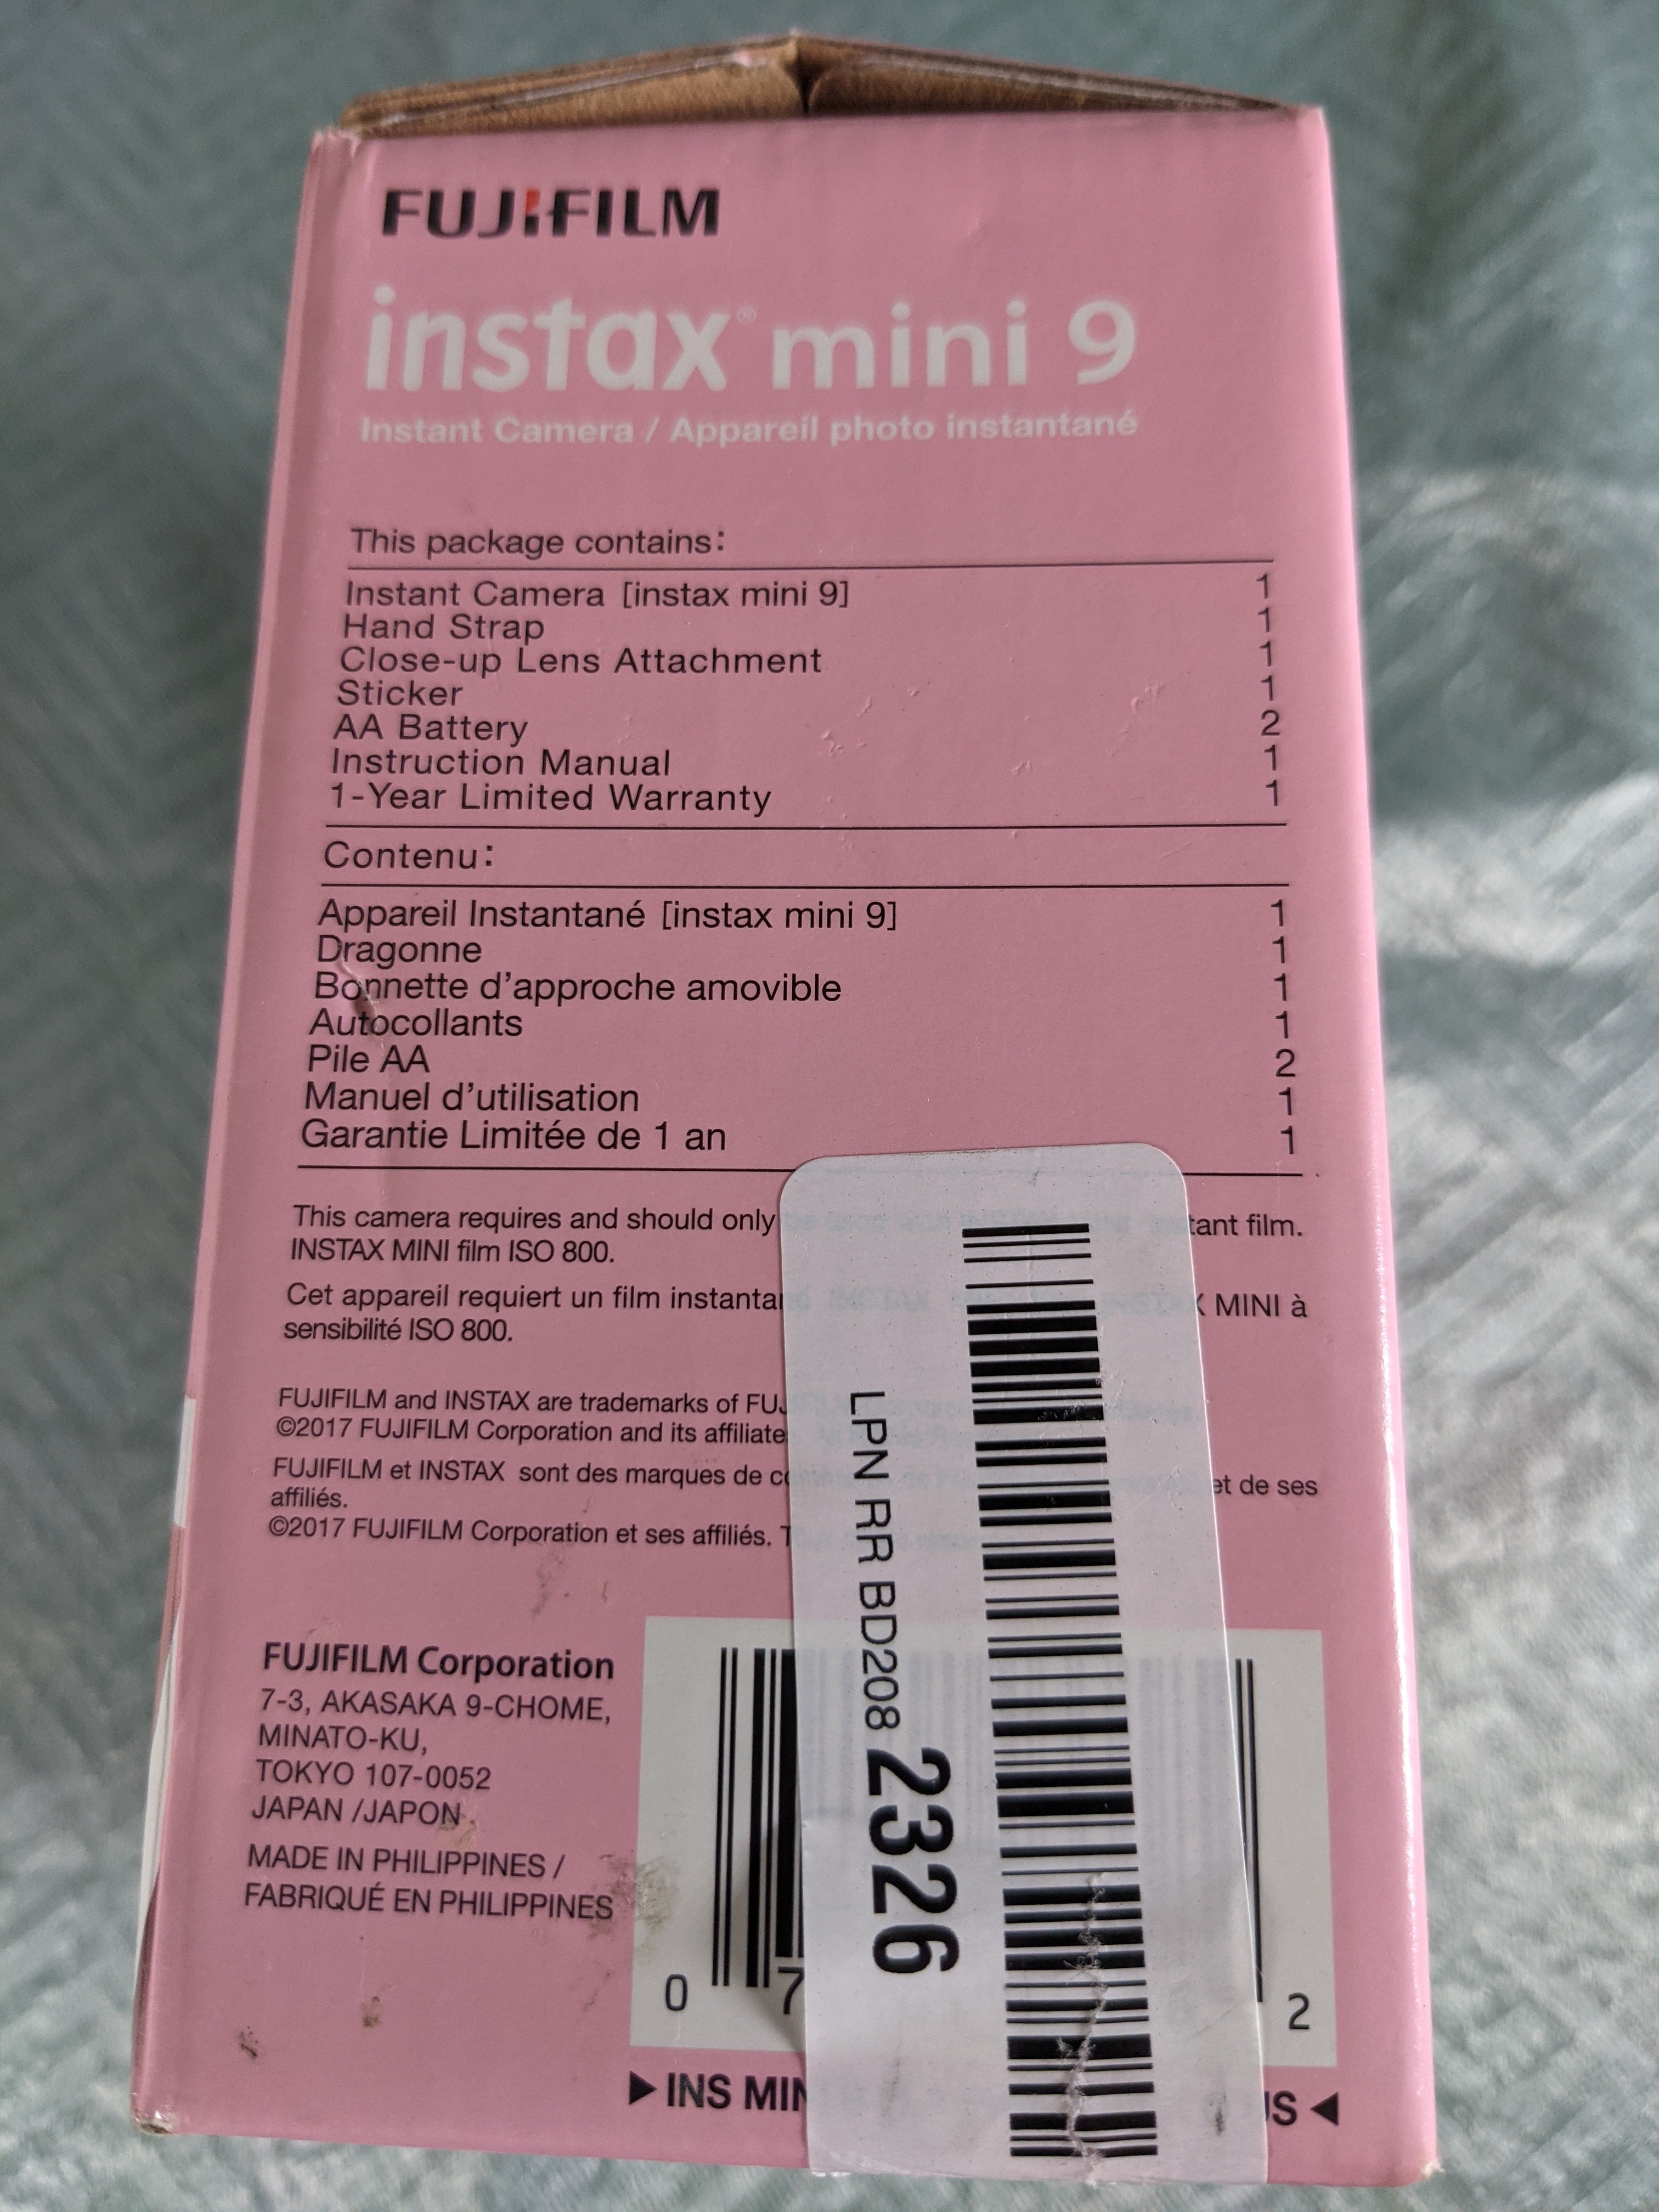 FUJIFILM
instax® mini 9
Instant Camera / Appareil photo instantané
This package contains:
Instant Camera [instax mini 9] 1
Hand Strap 1
Close-up Lens Attachment 1
Sticker 1
AA Battery 2
Instruction Manual 1
1-Year Limited Warranty 1
Contenu:
Appareil Instantané [instax mini 9] 1
Dragonne 1
Bonnette d'approche amovible 1
Autocollants 1
Pile AA 2
Manuel d'utilisation 1
Garantie Limitée de 1 an 1
This camera requires and should only tant film.
INSTAX MINI film ISO 800.
Cet appareil requiert un film instantané INSTAX MINI à
sensibilité ISO 800.
FUJIFILM and INSTAX are trademarks of
©2017 FUJIFILM Corporation and its affiliate
FUJIFILM et INSTAX sont des marques de et de ses
affiliés.
©2017 FUJIFILM Corporation et ses affiliés.
FUJIFILM Corporation
7-3, AKASAKA 9-CHOME,
MINATO-KU,
TOKYO 107-0052
JAPAN /JAPON
MADE IN PHILIPPINES /
FABRIQUÉ EN PHILIPPINES
0 7 2
▶ INS MIN US ◀
LPN RR BD208 2326